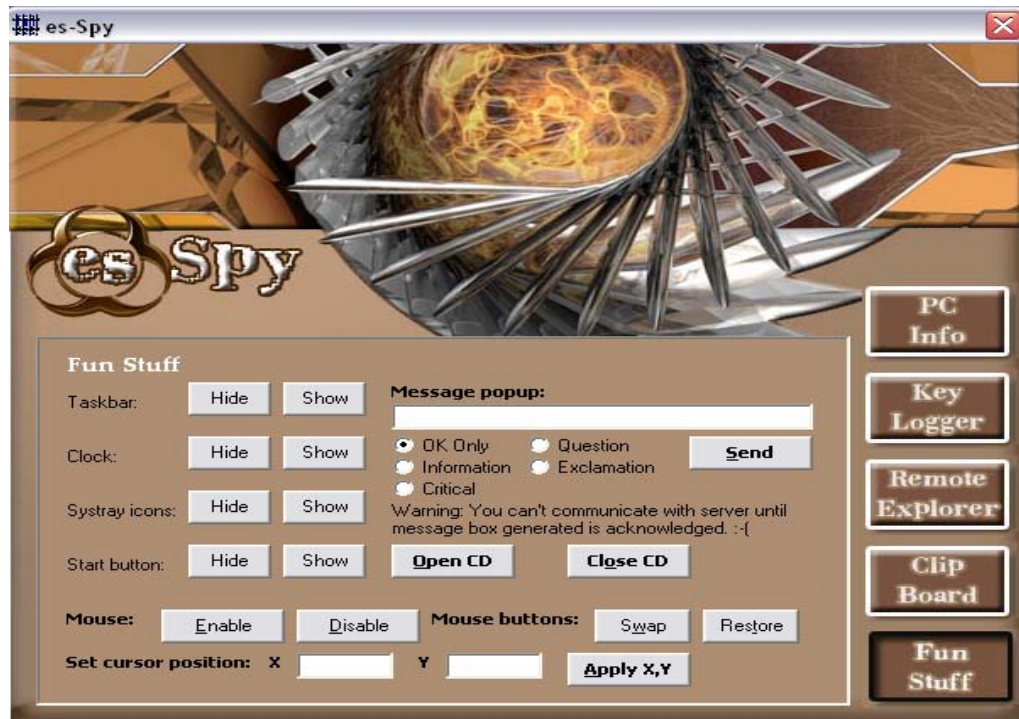 es-Spy
es Spy
PC
Info
Key
Logger
Remote
Explorer
Clip
Board
Fun
Stuff
Fun Stuff
Taskbar: Hide Show
Clock: Hide Show
Systray icons: Hide Show
Start button: Hide Show
Message popup:
OK Only Question
Information Exclamation
Critical
Send
Warning: You can't communicate with server until
message box generated is acknowledged. :-(
Open CD Close CD
Mouse: Enable Disable Mouse buttons: Swap Restore
Set cursor position: X Y Apply X,Y